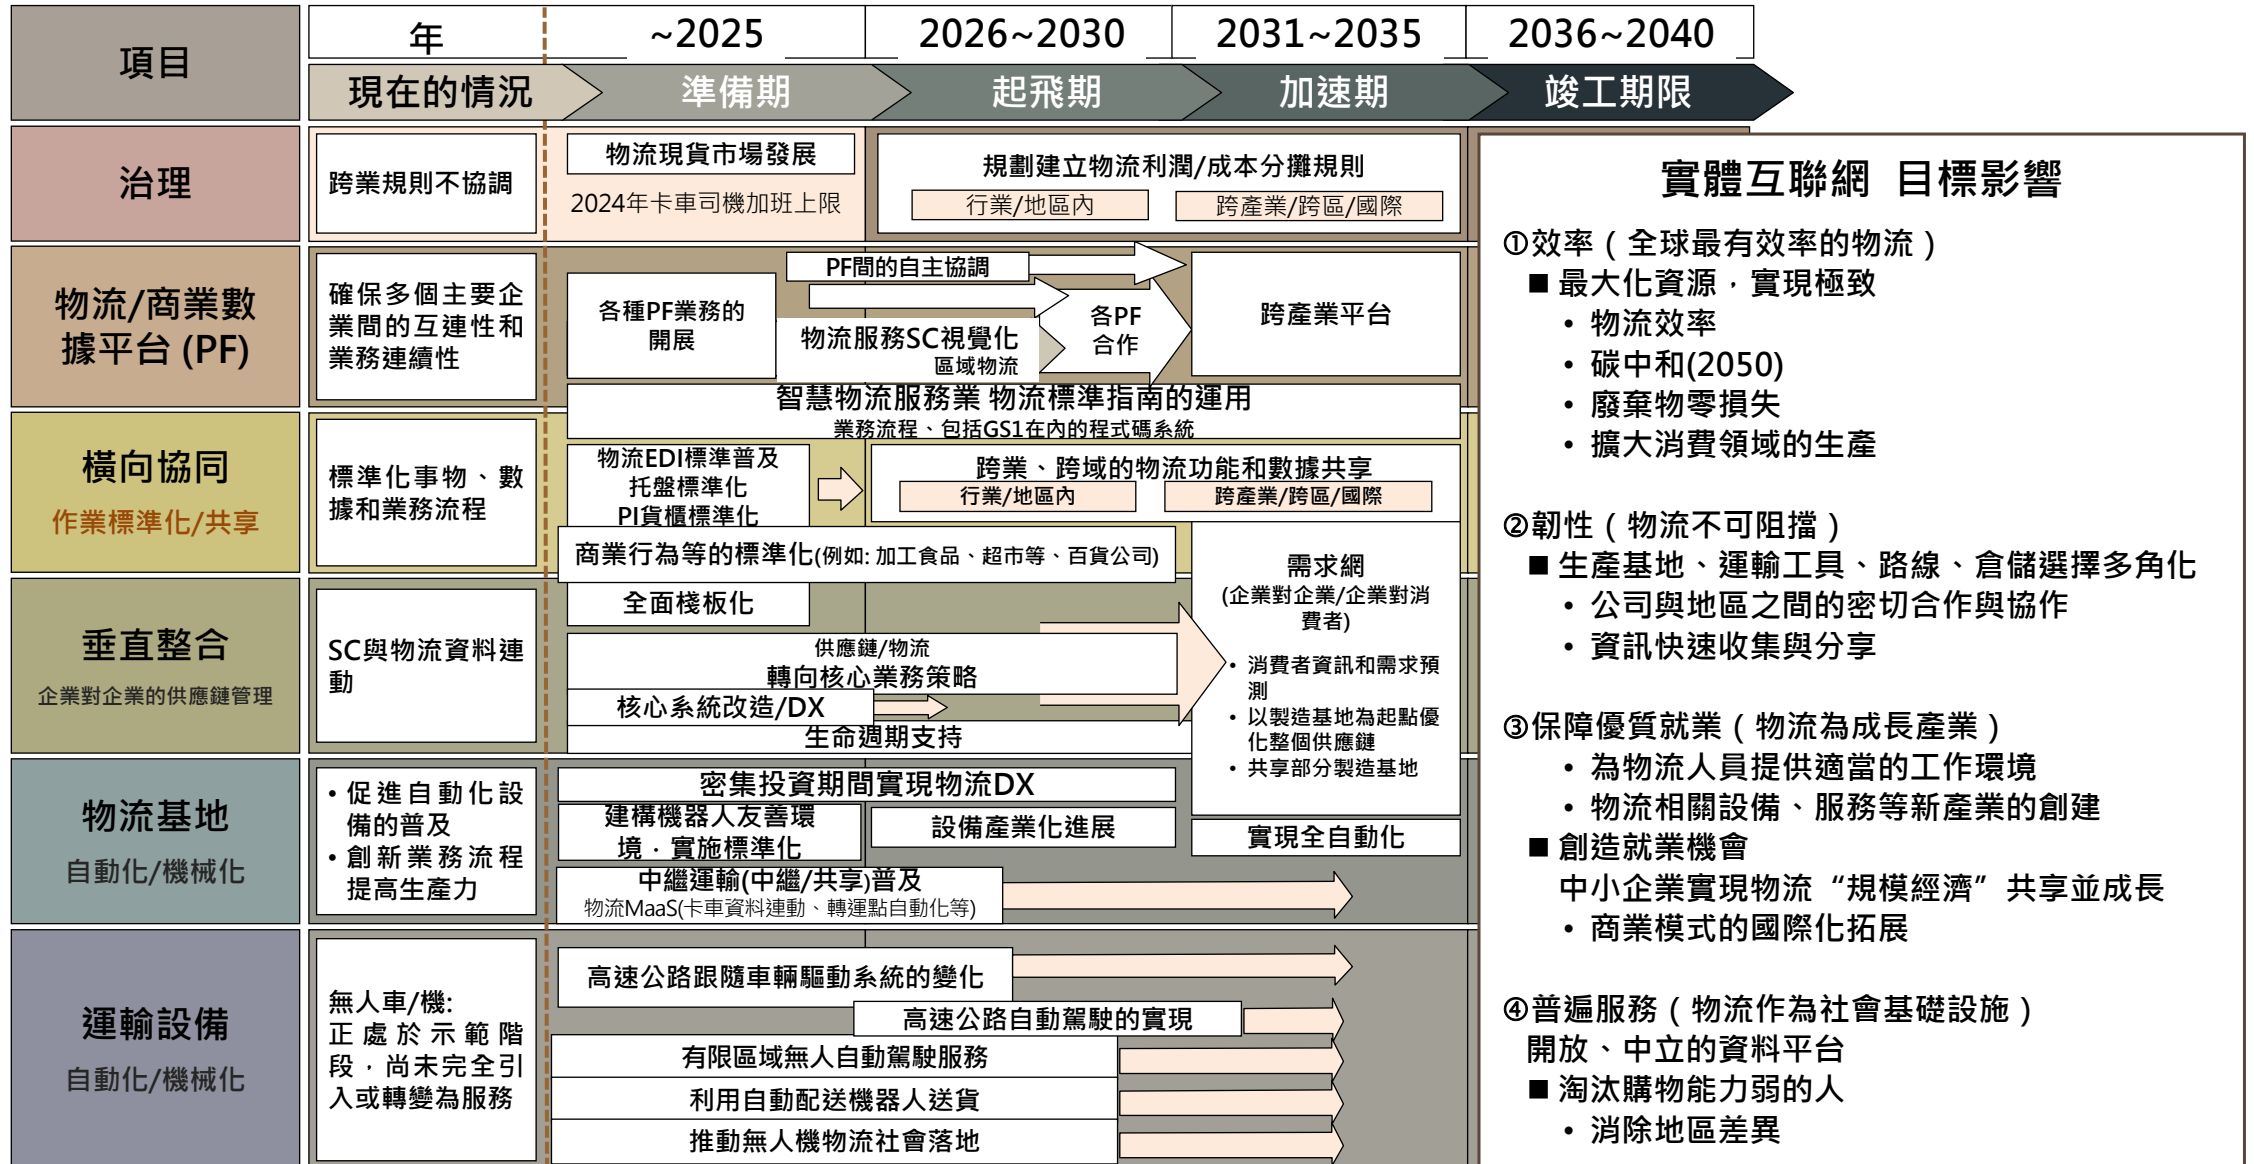 項目
年
~2025
2026~2030
2031~2035
2036~2040
現在的情況
準備期
起飛期
加速期
竣工期限
治理
跨業規則不協調
物流現貨市場發展
2024年卡車司機加班上限
規劃建立物流利潤/成本分攤規則
行業/地區內
跨產業/跨區/國際
物流/商業數
據平台 (PF)
確保多個主要企
業間的互連性和
業務連續性
各種PF業務的
開展
PF間的自主協調
物流服務SC視覺化
區域物流
各PF
合作
跨產業平台
智慧物流服務業 物流標準指南的運用
業務流程、包括GS1在內的程式碼系統
橫向協同
作業標準化/共享
標準化事物、數
據和業務流程
物流EDI標準普及
托盤標準化
PI貨櫃標準化
跨業、跨域的物流功能和數據共享
行業/地區內
跨產業/跨區/國際
商業行為等的標準化(例如: 加工食品、超市等、百貨公司)
垂直整合
企業對企業的供應鏈管理
SC與物流資料連
動
全面棧板化
供應鏈/物流
轉向核心業務策略
核心系統改造/DX
生命週期支持
需求網
(企業對企業/企業對消
費者)
• 消費者資訊和需求預
測
• 以製造基地為起點優
化整個供應鏈
• 共享部分製造基地
物流基地
自動化/機械化
• 促進自動化設
備的普及
• 創新業務流程
提高生產力
密集投資期間實現物流DX
建構機器人友善環
境，實施標準化
設備產業化進展
實現全自動化
中繼運輸(中繼/共享)普及
物流MaaS(卡車資料連動、轉運點自動化等)
運輸設備
自動化/機械化
無人車/機:
正處於示範階
段，尚未完全引
入或轉變為服務
高速公路跟隨車輛驅動系統的變化
高速公路自動駕駛的實現
有限區域無人自動駕駛服務
利用自動配送機器人送貨
推動無人機物流社會落地
實體互聯網 目標影響
①效率（全球最有效率的物流）
■ 最大化資源，實現極致
• 物流效率
• 碳中和(2050)
• 廢棄物零損失
• 擴大消費領域的生產
②韌性（物流不可阻擋）
■ 生產基地、運輸工具、路線、倉儲選擇多角化
• 公司與地區之間的密切合作與協作
• 資訊快速收集與分享
③保障優質就業（物流為成長產業）
• 為物流人員提供適當的工作環境
• 物流相關設備、服務等新產業的創建
■ 創造就業機會
中小企業實現物流“規模經濟”共享並成長
• 商業模式的國際化拓展
④普遍服務（物流作為社會基礎設施）
開放、中立的資料平台
■ 淘汰購物能力弱的人
• 消除地區差異